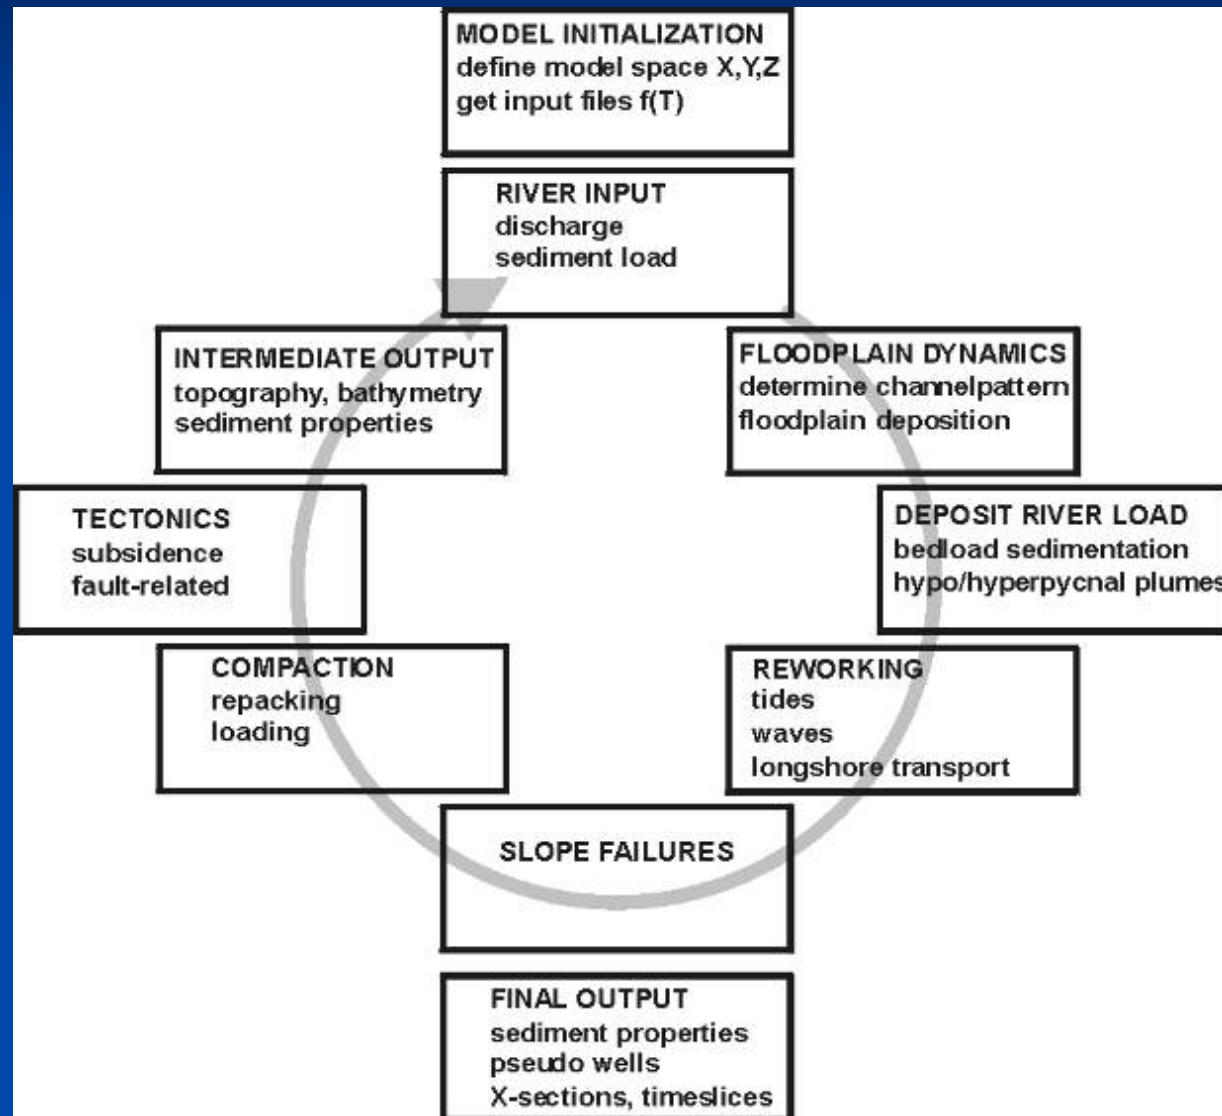 MODEL INITIALIZATION
define model space X,Y,Z
get input files f(T)
RIVER INPUT
discharge
sediment load
INTERMEDIATE OUTPUT
topography, bathymetry
sediment properties
FLOODPLAIN DYNAMICS
determine channelpattern
floodplain deposition
TECTONICS
subsidence
fault-related
DEPOSIT RIVER LOAD
bedload sedimentation
hypo/hyperpycnal plumes
COMPACTION
repacking
loading
REWORKING
tides
waves
longshore transport
SLOPE FAILURES
FINAL OUTPUT
sediment properties
pseudo wells
X-sections, timeslices